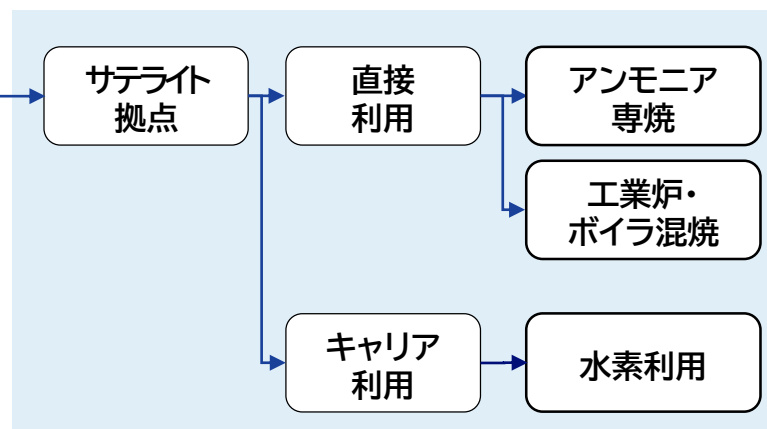 サテライト
拠点
直接
利用
アンモニア
専焼
工業炉・
ボイラ混焼
キャリア
利用
水素利用